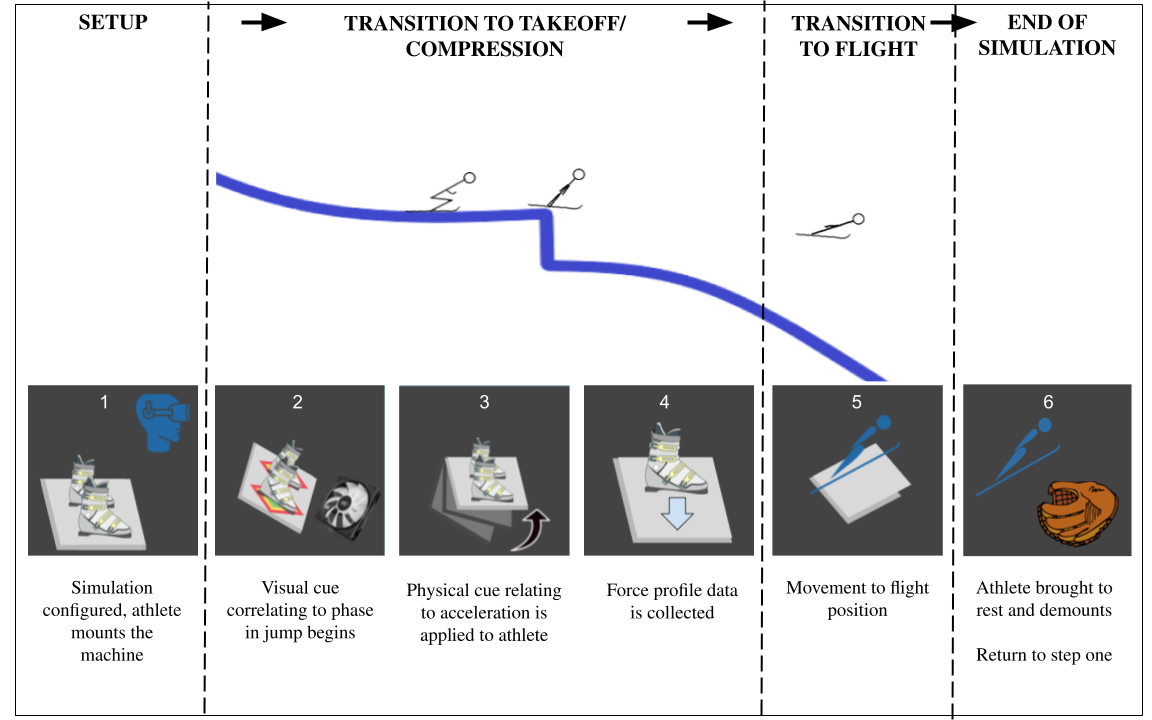 SETUP
TRANSITION TO TAKEOFF/
COMPRESSION
TRANSITION
TO FLIGHT
END OF
SIMULATION
1
2
3
4
5
6
Simulation
configured, athlete
mounts the
machine
Visual cue
correlating to phase
in jump begins
Physical cue relating
to acceleration is
applied to athlete
Force profile data
is collected
Movement to flight
position
Athlete brought to
rest and demounts
Return to step one